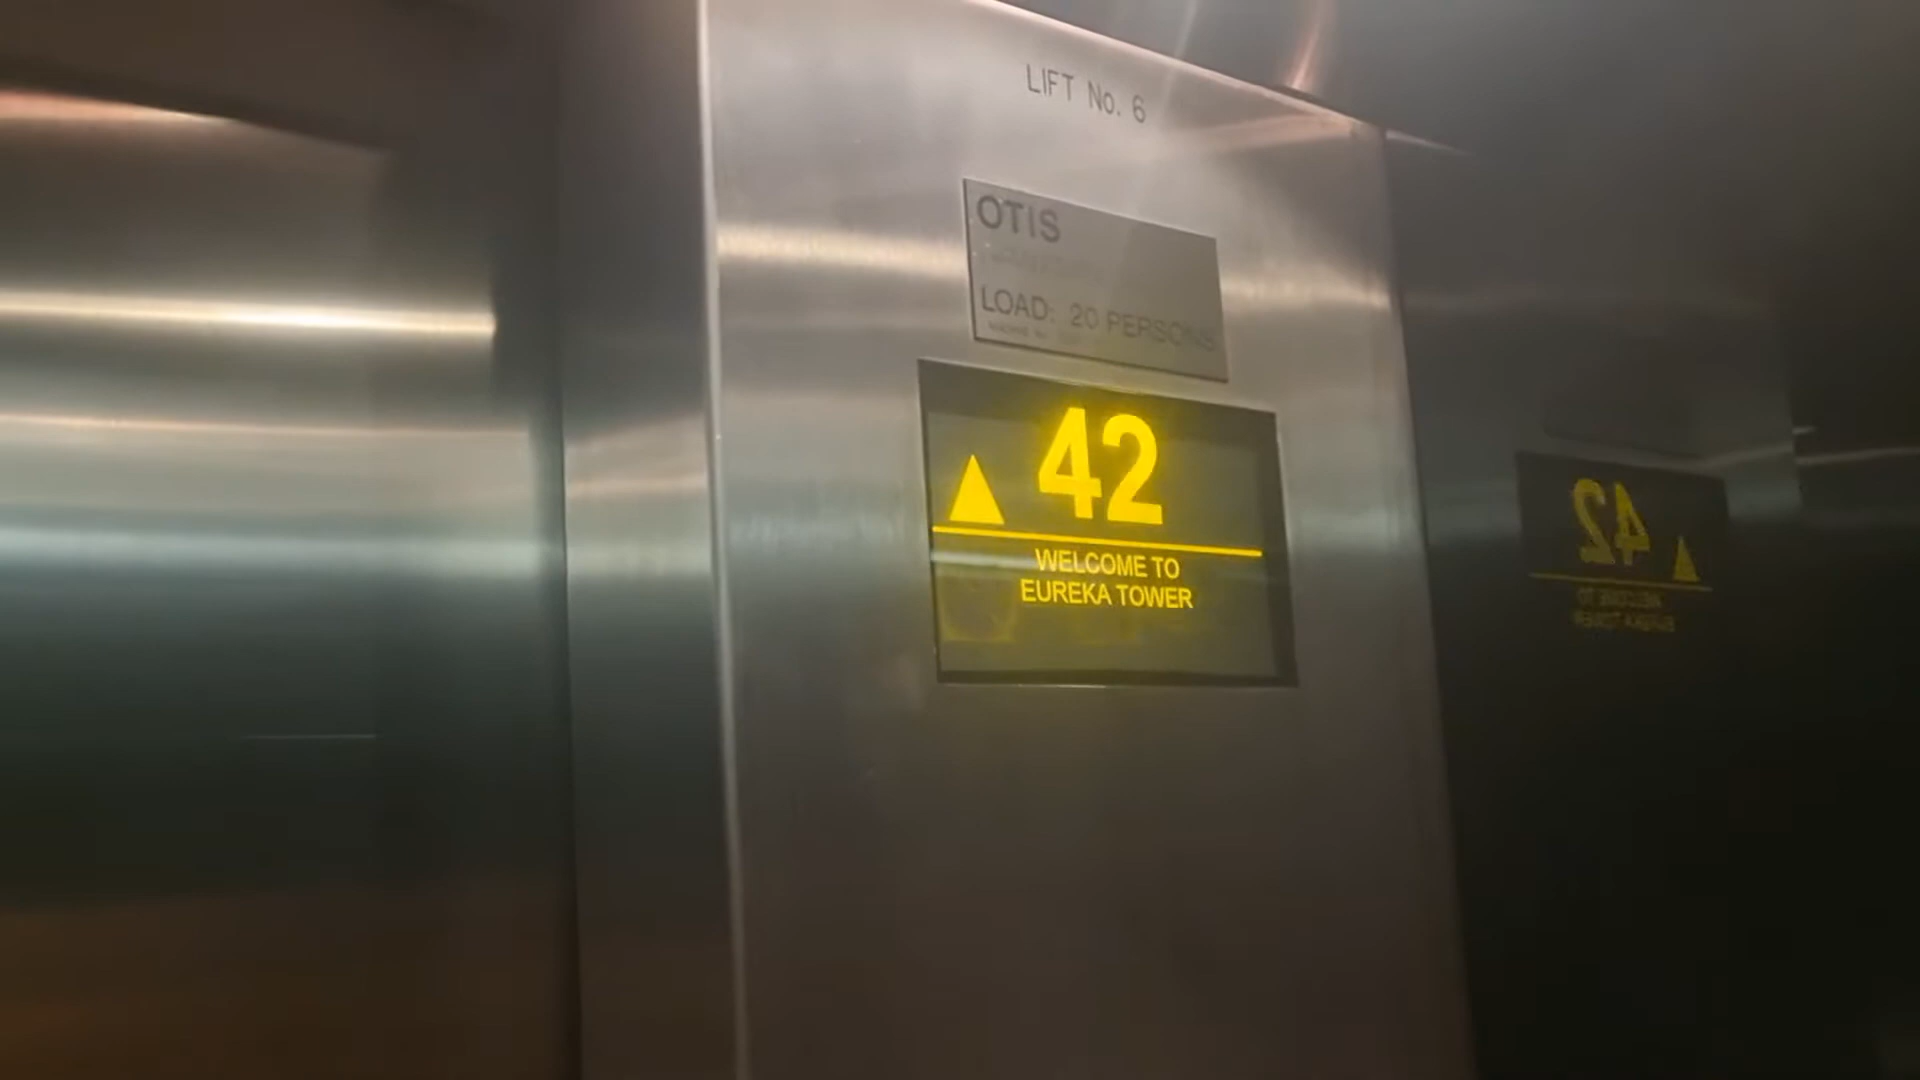 LIFT No. 6
OTIS
LOAD: 20 PERSONS
42
WELCOME TO
EUREKA TOWER